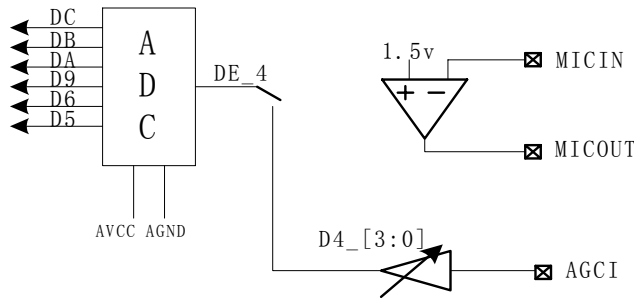 DC
DB
DA
D9
D6
D5
A
D
C
DE_4
AVCC AGND
1.5v
+ −
MICIN
MICOUT
D4_[3:0]
AGCI